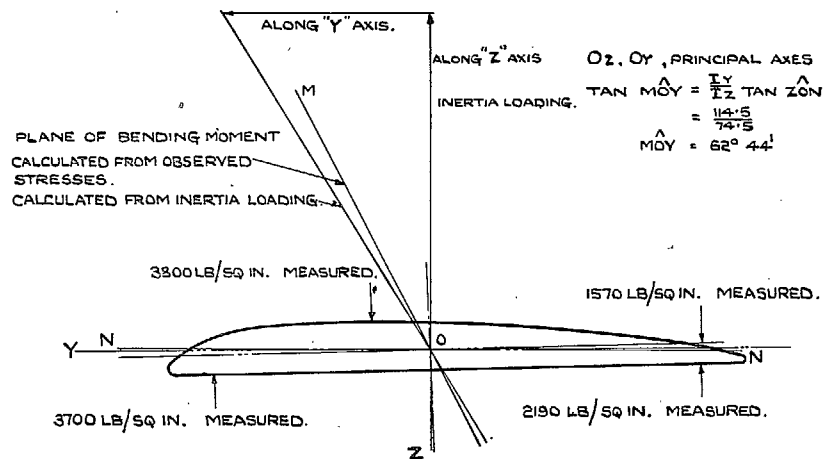 ALONG "Y" AXIS.
ALONG "Z" AXIS
INERTIA LOADING.
OZ, OY, PRINCIPAL AXES
TAN MÔY = IY/IZ TAN ZÔN
= 114·5/74·5
MÔY = 62° 44'
M
PLANE OF BENDING MOMENT
CALCULATED FROM OBSERVED
STRESSES.
CALCULATED FROM INERTIA LOADING.
3300 LB/SQ IN. MEASURED.
1570 LB/SQ IN. MEASURED.
N
O
Y
N
3700 LB/SQ IN. MEASURED.
2190 LB/SQ IN. MEASURED.
Z